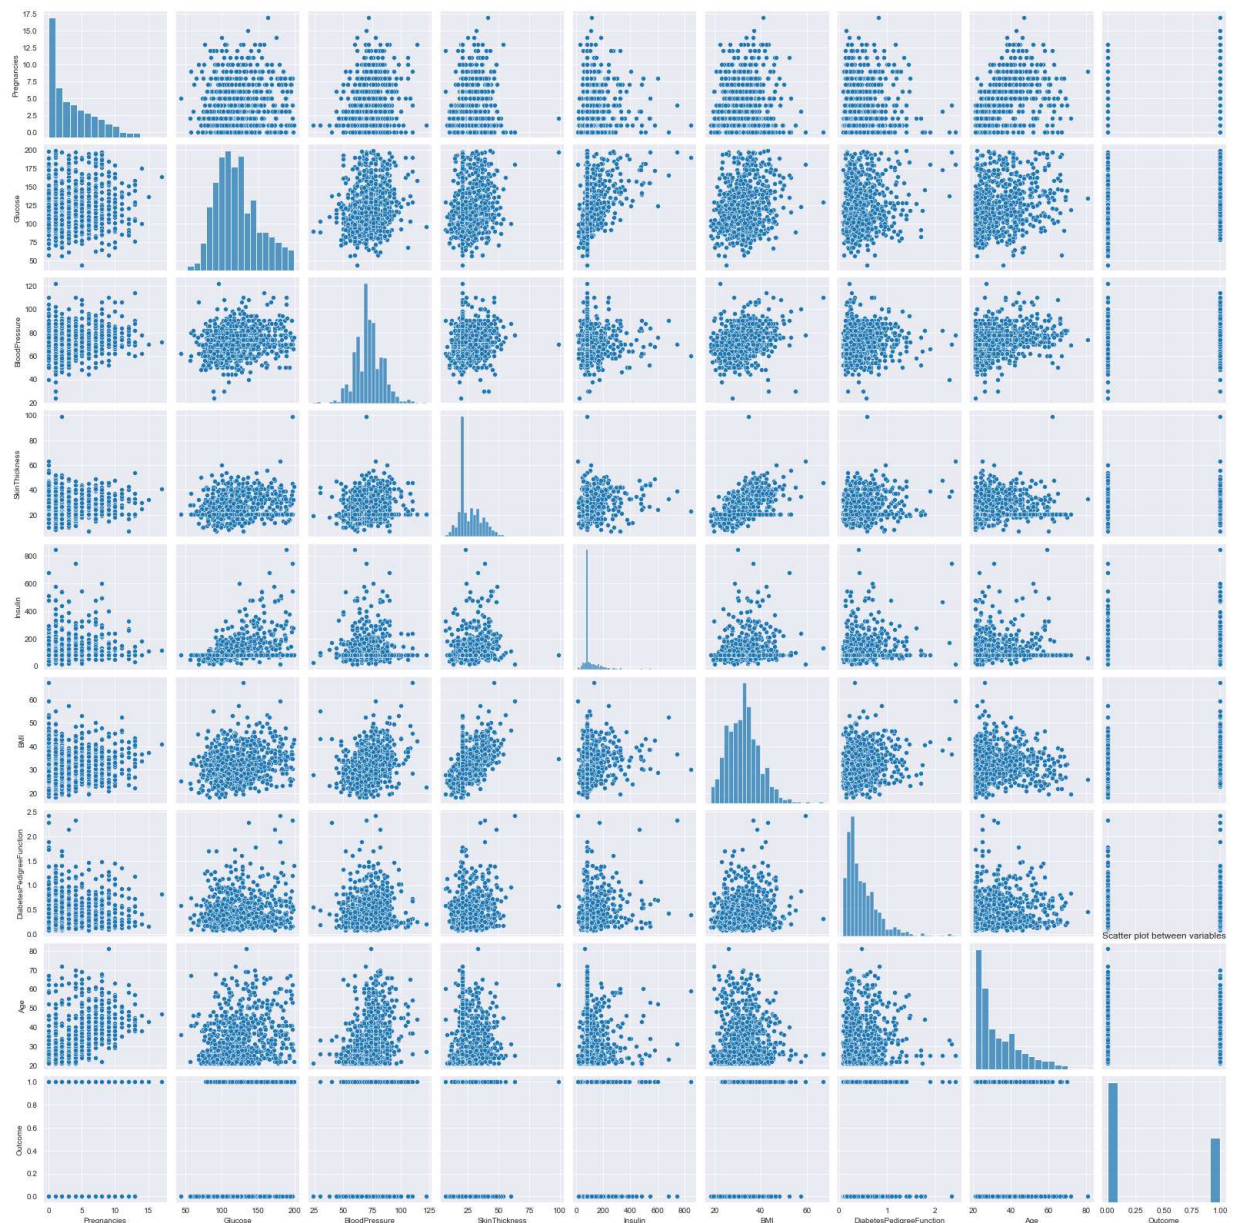 17.5
15.0
12.5
10.0
7.5
5.0
2.5
0.0
Pregnancies
200
175
150
125
100
75
50
Glucose
120
100
80
60
40
20
BloodPressure
100
80
60
40
20
SkinThickness
800
600
400
200
0
Insulin
60
50
40
30
20
BMI
2.5
2.0
1.5
1.0
0.5
0.0
DiabetesPedigreeFunction
Scatter plot between variables
80
70
60
50
40
30
20
Age
1.0
0.8
0.6
0.4
0.2
0.0
Outcome
0 5 10 15
50 100 150 200
25 50 75 100 125
25 50 75 100
0 200 400 600 800
20 40 60
0 1 2
20 40 60 80
0.00 0.25 0.50 0.75 1.00
Pregnancies Glucose BloodPressure SkinThickness Insulin BMI DiabetesPedigreeFunction Age Outcome